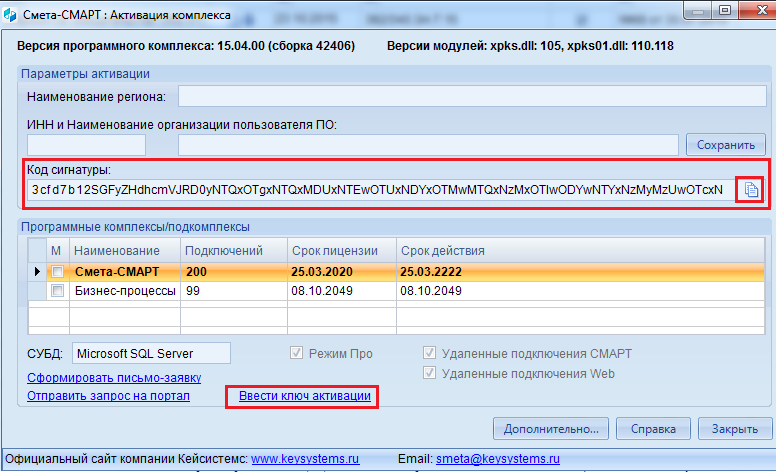 Смета-СМАРТ : Активация комплекса
Версия программного комплекса: 15.04.00 (сборка 42406) Версии модулей: xpks.dll: 105, xpks01.dll: 110.118
Параметры активации
Наименование региона:
ИНН и Наименование организации пользователя ПО:
Сохранить
Код сигнатуры:
3cfd7b12SGFyZHdhcmVJRD0yNTQxOTgxNTQxMDUxNTEwOTUxNDYxOTMwMTQxNzMxOTIwODYwNTYxNzMyMzUwOTcxN
Программные комплексы/подкомплексы
М Наименование Подключений Срок лицензии Срок действия
Смета-СМАРТ 200 25.03.2020 25.03.2222
Бизнес-процессы 99 08.10.2049 08.10.2049
СУБД: Microsoft SQL Server Режим Про Удаленные подключения СМАРТ
Удаленные подключения Web
Сформировать письмо-заявку
Отправить запрос на портал Ввести ключ активации
Дополнительно... Справка Закрыть
Официальный сайт компании Кейсистемс: www.keysystems.ru Email: smeta@keysystems.ru